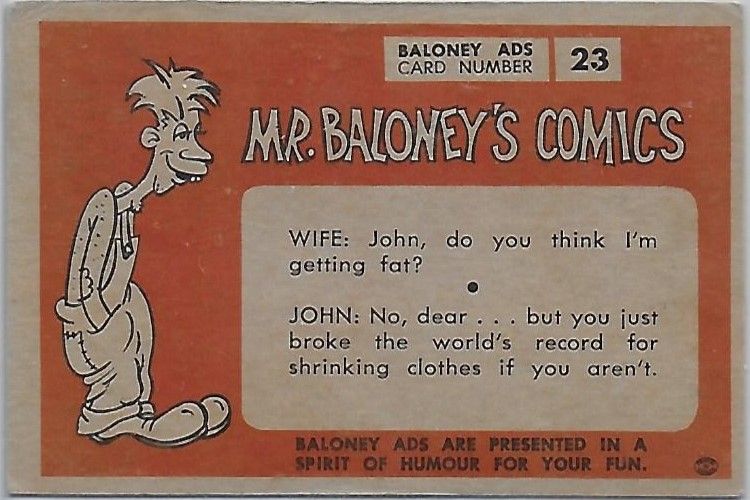 BALONEY ADS
CARD NUMBER
23
MR. BALONEY'S COMICS
WIFE: John, do you think I'm
getting fat?
JOHN: No, dear . . . but you just
broke the world's record for
shrinking clothes if you aren't.
BALONEY ADS ARE PRESENTED IN A
SPIRIT OF HUMOUR FOR YOUR FUN.